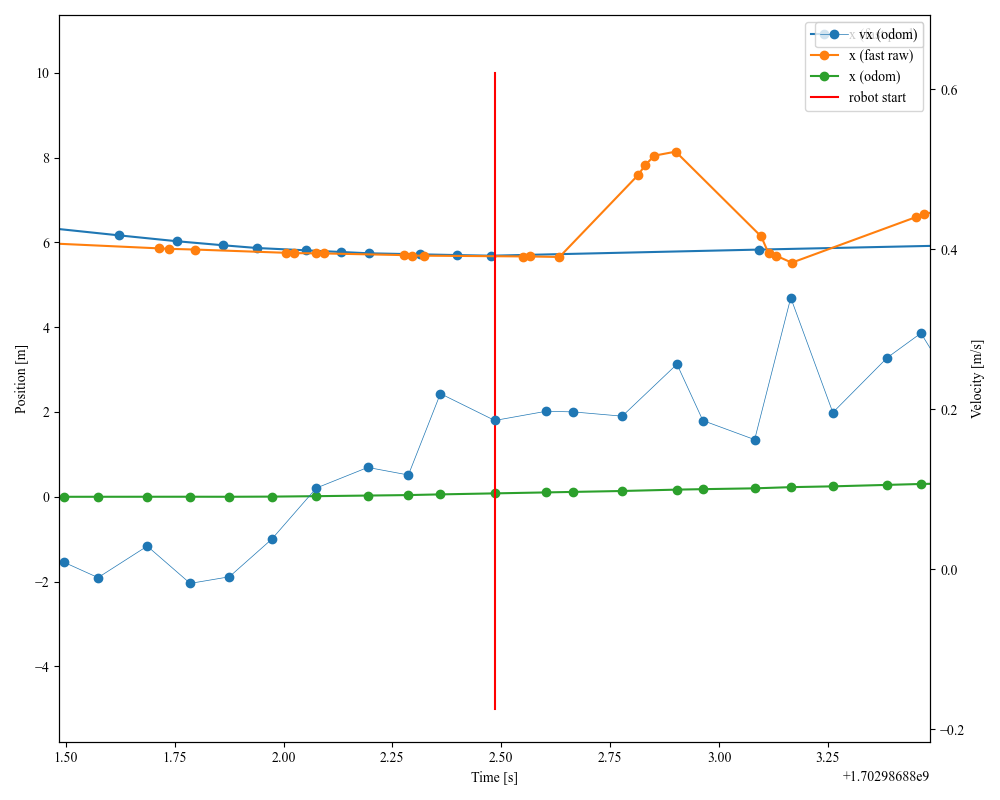 vx (odom)
x (fast raw)
x (odom)
robot start
10
8
6
4
2
0
−2
−4
Position [m]
0.6
0.4
0.2
0.0
−0.2
Velocity [m/s]
1.50
1.75
2.00
2.25
2.50
2.75
3.00
3.25
Time [s]
+1.70298688e9